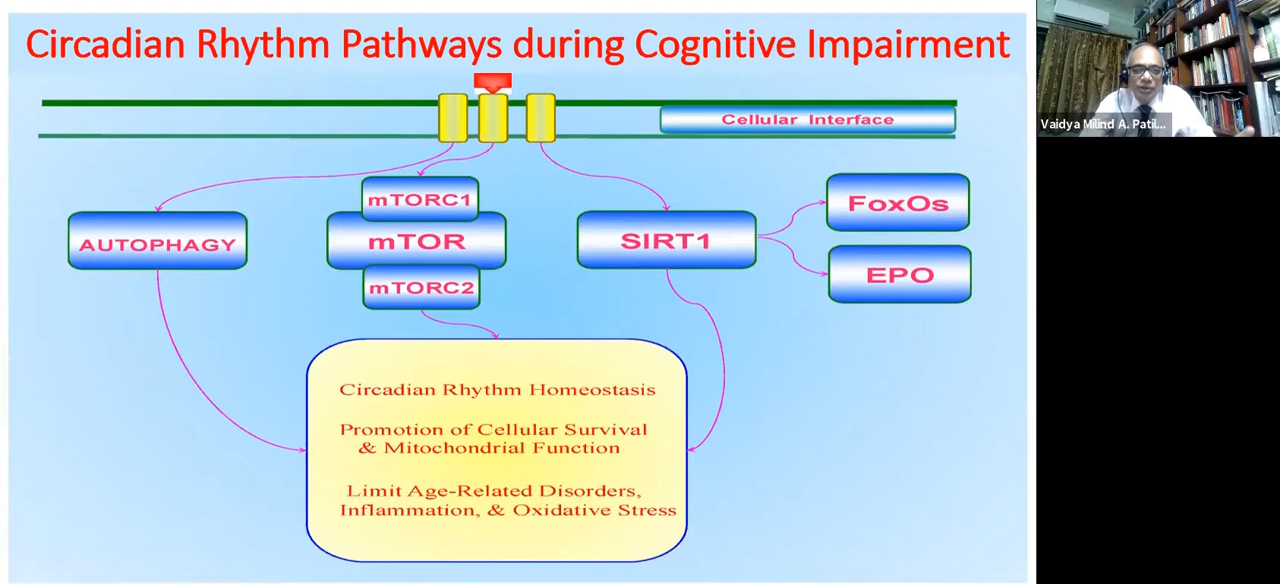 Circadian Rhythm Pathways during Cognitive Impairment
Vaidya Milind A. Patil...
Cellular Interface
mTORC1
AUTOPHAGY
mTOR
mTORC2
SIRT1
FoxOs
EPO
Circadian Rhythm Homeostasis
Promotion of Cellular Survival
& Mitochondrial Function
Limit Age-Related Disorders,
Inflammation, & Oxidative Stress